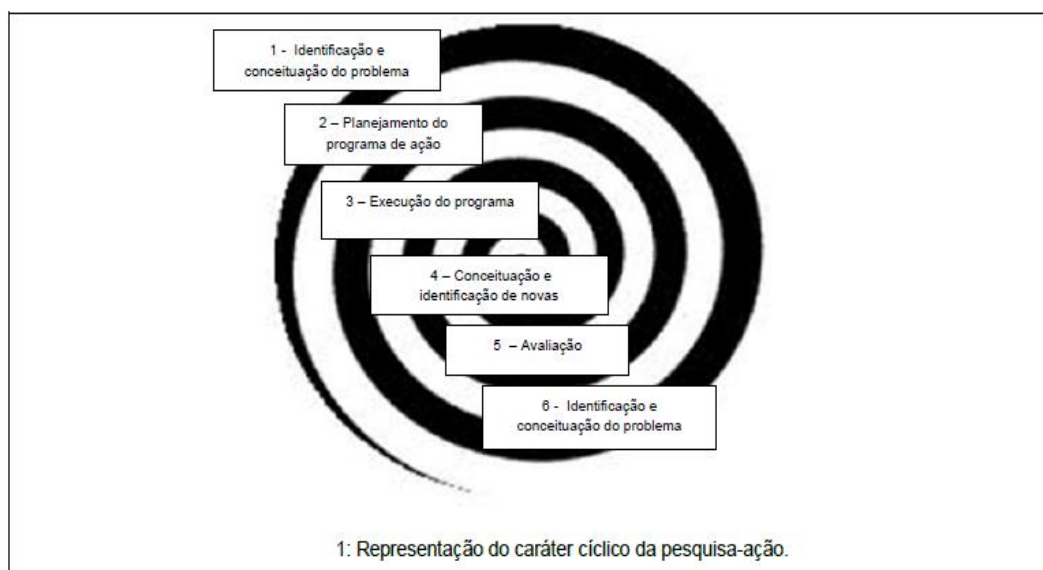 1 - Identificação e
conceituação do problema
2 – Planejamento do
programa de ação
3 – Execução do programa
4 – Conceituação e
identificação de novas
5 – Avaliação
6 - Identificação e
conceituação do problema
1: Representação do caráter cíclico da pesquisa-ação.